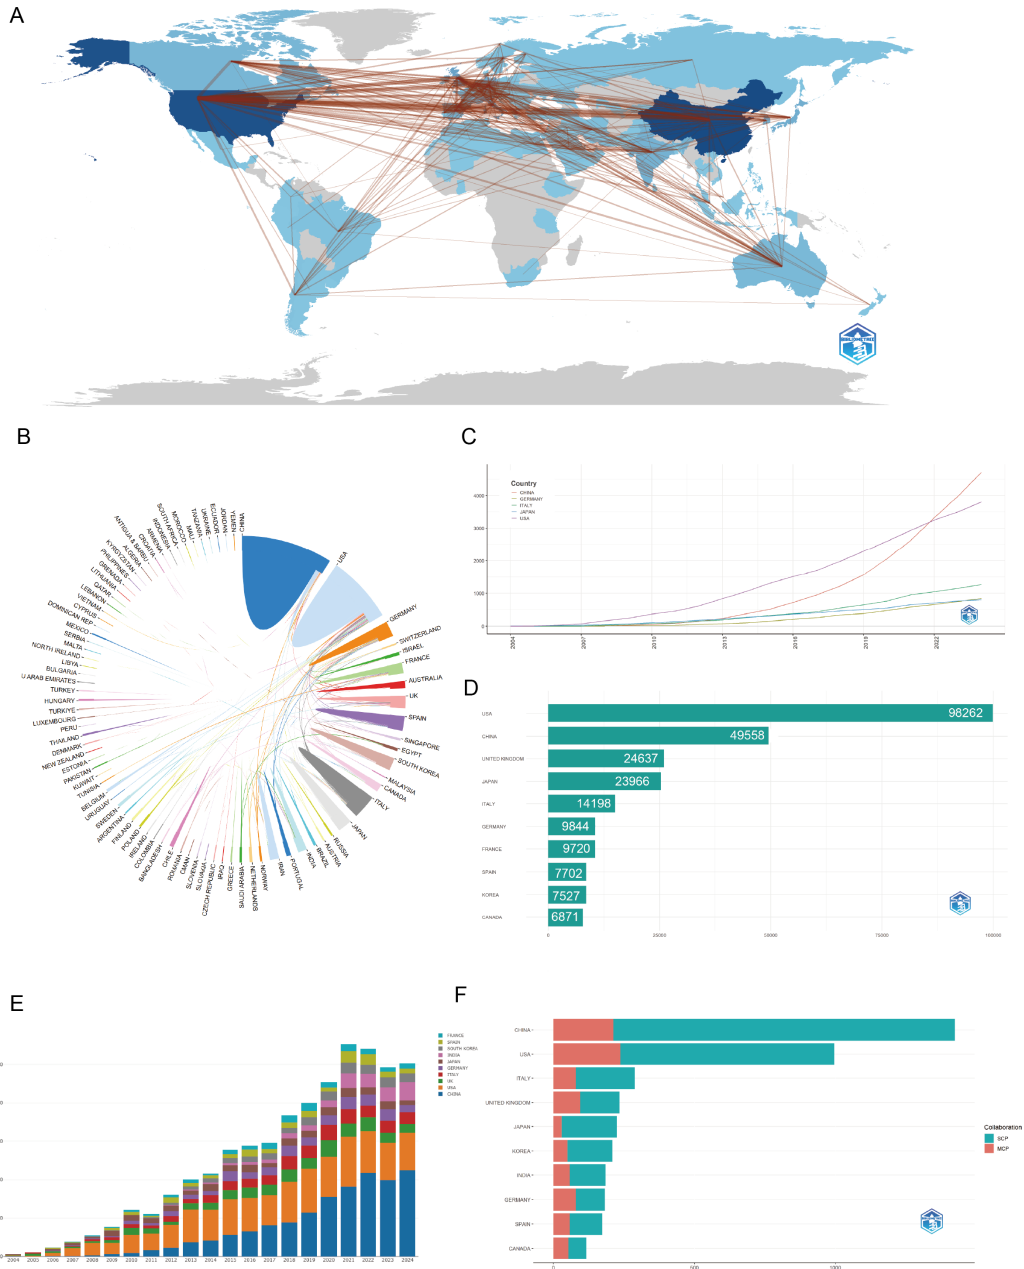 A
BIBLIOMETRIX
B
CHINA
USA
GERMANY
SWITZERLAND
ISRAEL
FRANCE
AUSTRALIA
UK
SPAIN
SINGAPORE
EGYPT
SOUTH KOREA
MALAYSIA
CANADA
ITALY
JAPAN
RUSSIA
AUSTRIA
BRAZIL
INDIA
PORTUGAL
IRAN
NORWAY
NETHERLANDS
SAUDI ARABIA
GREECE
IRAQ
CZECH REPUBLIC
SLOVAKIA
SLOVENIA
OMAN
ROMANIA
CHILE
BANGLADESH
COLOMBIA
IRELAND
POLAND
FINLAND
ARGENTINA
SWEDEN
URUGUAY
BELGIUM
TUNISIA
KUWAIT
PAKISTAN
ESTONIA
NEW ZEALAND
DENMARK
THAILAND
PERU
LUXEMBOURG
TURKIYE
HUNGARY
TURKEY
U ARAB EMIRATES
BULGARIA
LIBYA
NORTH IRELAND
MALTA
SERBIA
MEXICO
DOMINICAN REP
CYPRUS
VIETNAM
LEBANON
QATAR
LITHUANIA
GRENADA
PHILIPPINES
KYRGYZSTAN
ANTIGUA & BARBU
ALGERIA
CROATIA
ARMENIA
INDONESIA
SOUTH AFRICA
MOROCCO
MALI
TANZANIA
UKRAINE
ECUADOR
JORDAN
YEMEN
C
Country
CHINA
GERMANY
ITALY
JAPAN
USA
4000
3000
2000
1000
0
2004
2007
2010
2013
2016
2019
2022
D
USA 98262
CHINA 49558
UNITED KINGDOM 24637
JAPAN 23966
ITALY 14198
GERMANY 9844
FRANCE 9720
SPAIN 7702
KOREA 7527
CANADA 6871
0 25000 50000 75000 100000
E
FRANCE
SPAIN
SOUTH KOREA
INDIA
JAPAN
GERMANY
ITALY
UK
USA
CHINA
0
0
0
0
0
0
2004 2005 2006 2007 2008 2009 2010 2011 2012 2013 2014 2015 2016 2017 2018 2019 2020 2021 2022 2023 2024
F
CHINA
USA
ITALY
UNITED KINGDOM
JAPAN
KOREA
INDIA
GERMANY
SPAIN
CANADA
0 500 1000
Collaboration
SCP
MCP